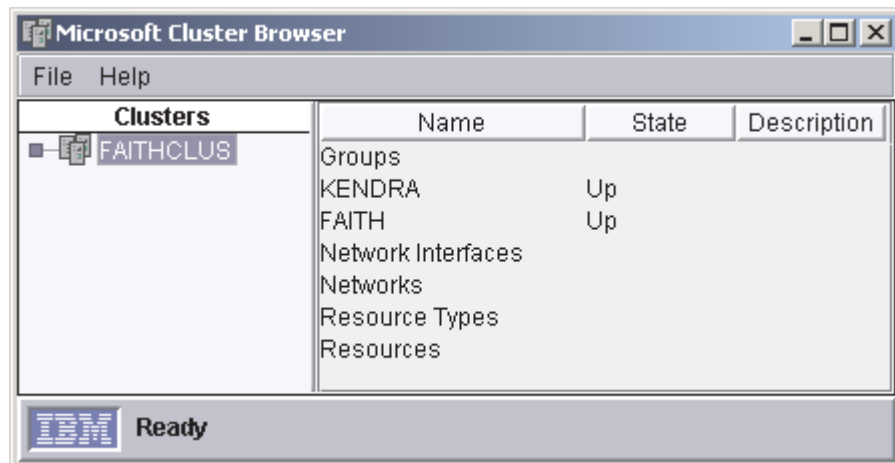 Microsoft Cluster Browser
File Help
Clusters
FAITHCLUS
Name State Description
Groups
KENDRA Up
FAITH Up
Network Interfaces
Networks
Resource Types
Resources
IBM Ready